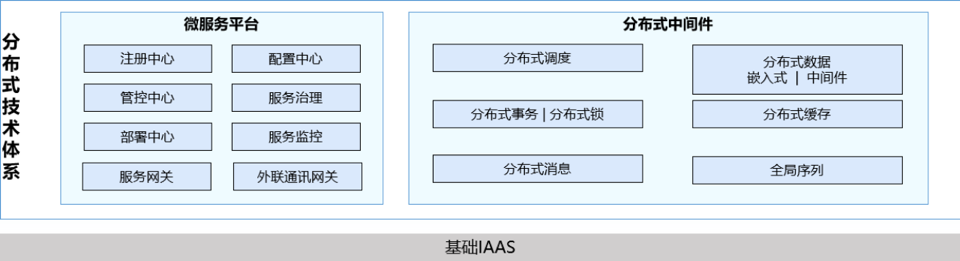 分布式技术体系
微服务平台
注册中心
配置中心
管控中心
服务治理
部署中心
服务监控
服务网关
外联通讯网关
分布式中间件
分布式调度
分布式数据
嵌入式 | 中间件
分布式事务 | 分布式锁
分布式缓存
分布式消息
全局序列
基础IAAS